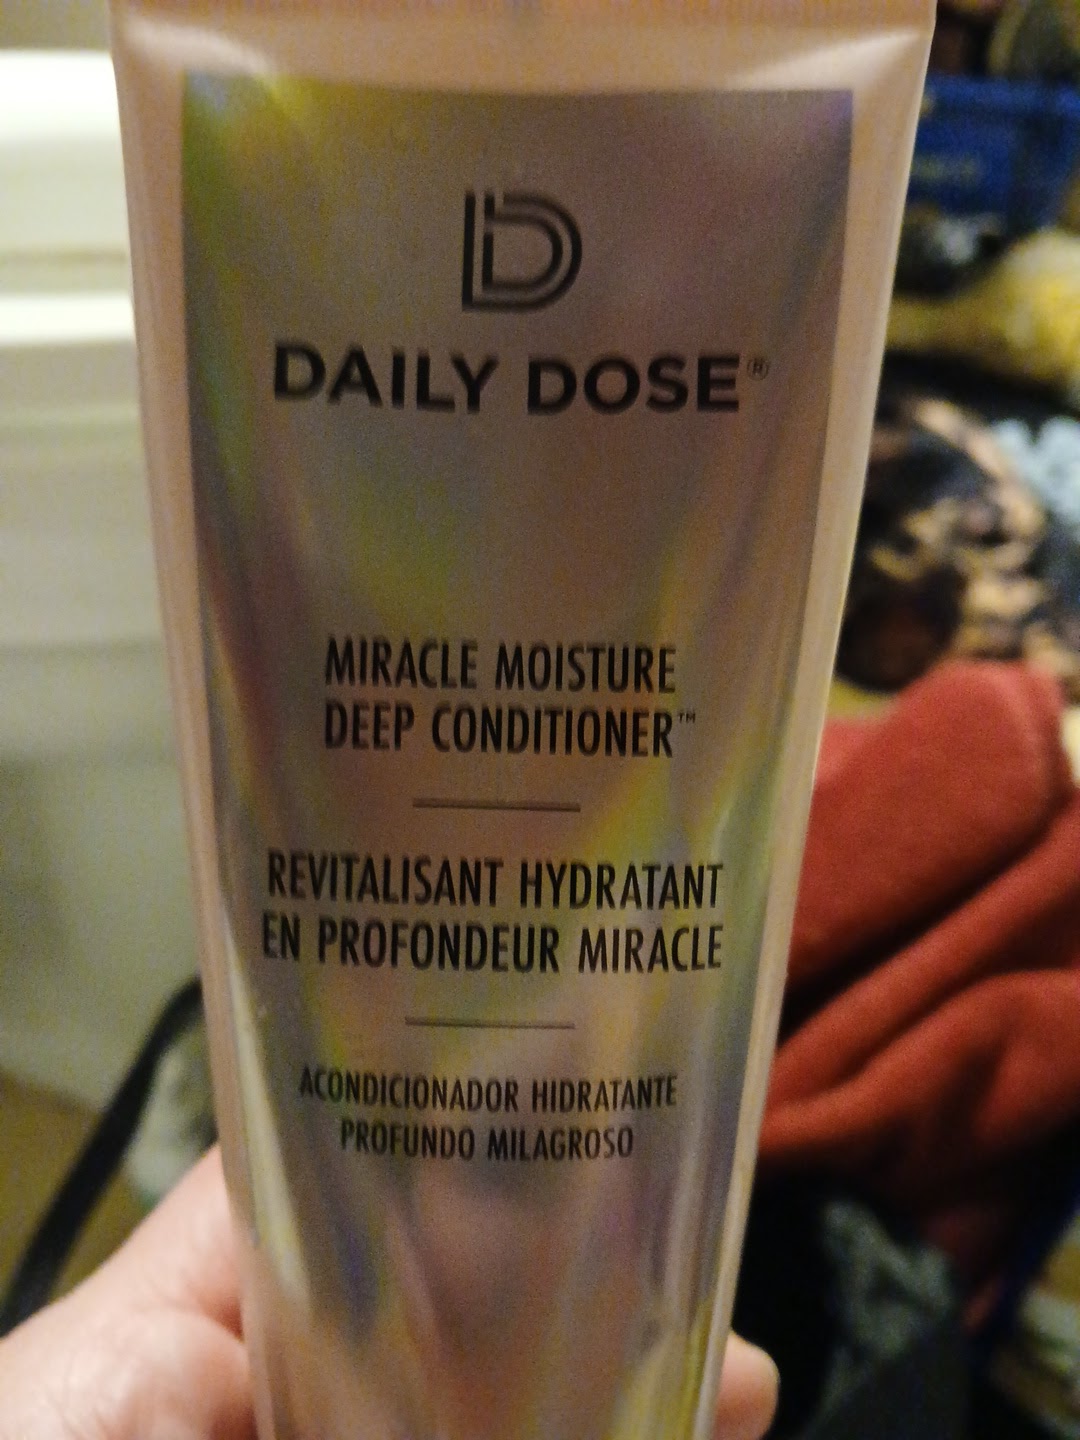 D
DAILY DOSE®
MIRACLE MOISTURE
DEEP CONDITIONER™
REVITALISANT HYDRATANT
EN PROFONDEUR MIRACLE
ACONDICIONADOR HIDRATANTE
PROFUNDO MILAGROSO